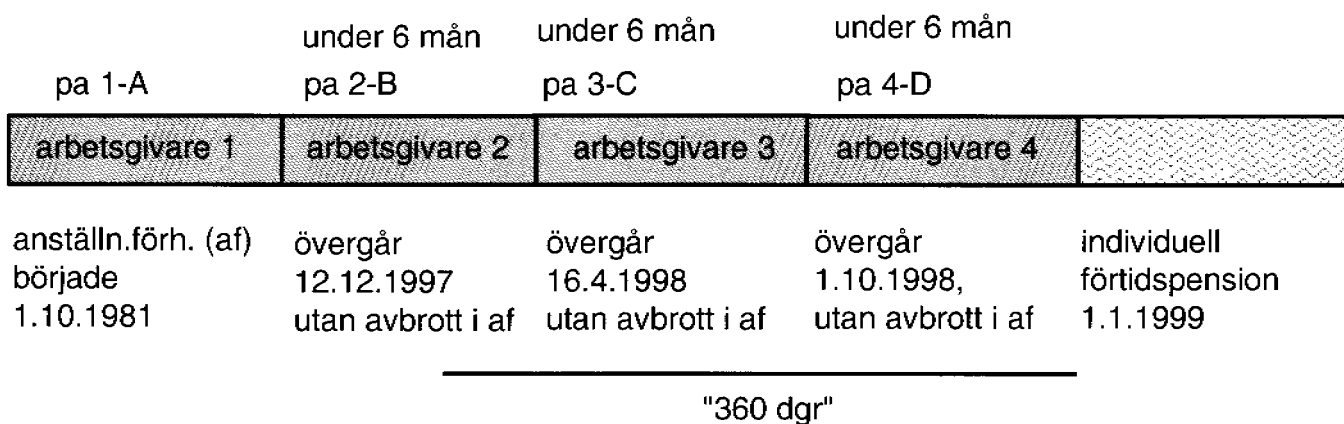 under 6 mån under 6 mån under 6 mån
pa 1-A pa 2-B pa 3-C pa 4-D
arbetsgivare 1 arbetsgivare 2 arbetsgivare 3 arbetsgivare 4
anställn.förh. (af) övergår övergår övergår individuell
började 12.12.1997 16.4.1998 1.10.1998, förtidspension
1.10.1981 utan avbrott i af utan avbrott i af utan avbrott i af 1.1.1999
"360 dgr"